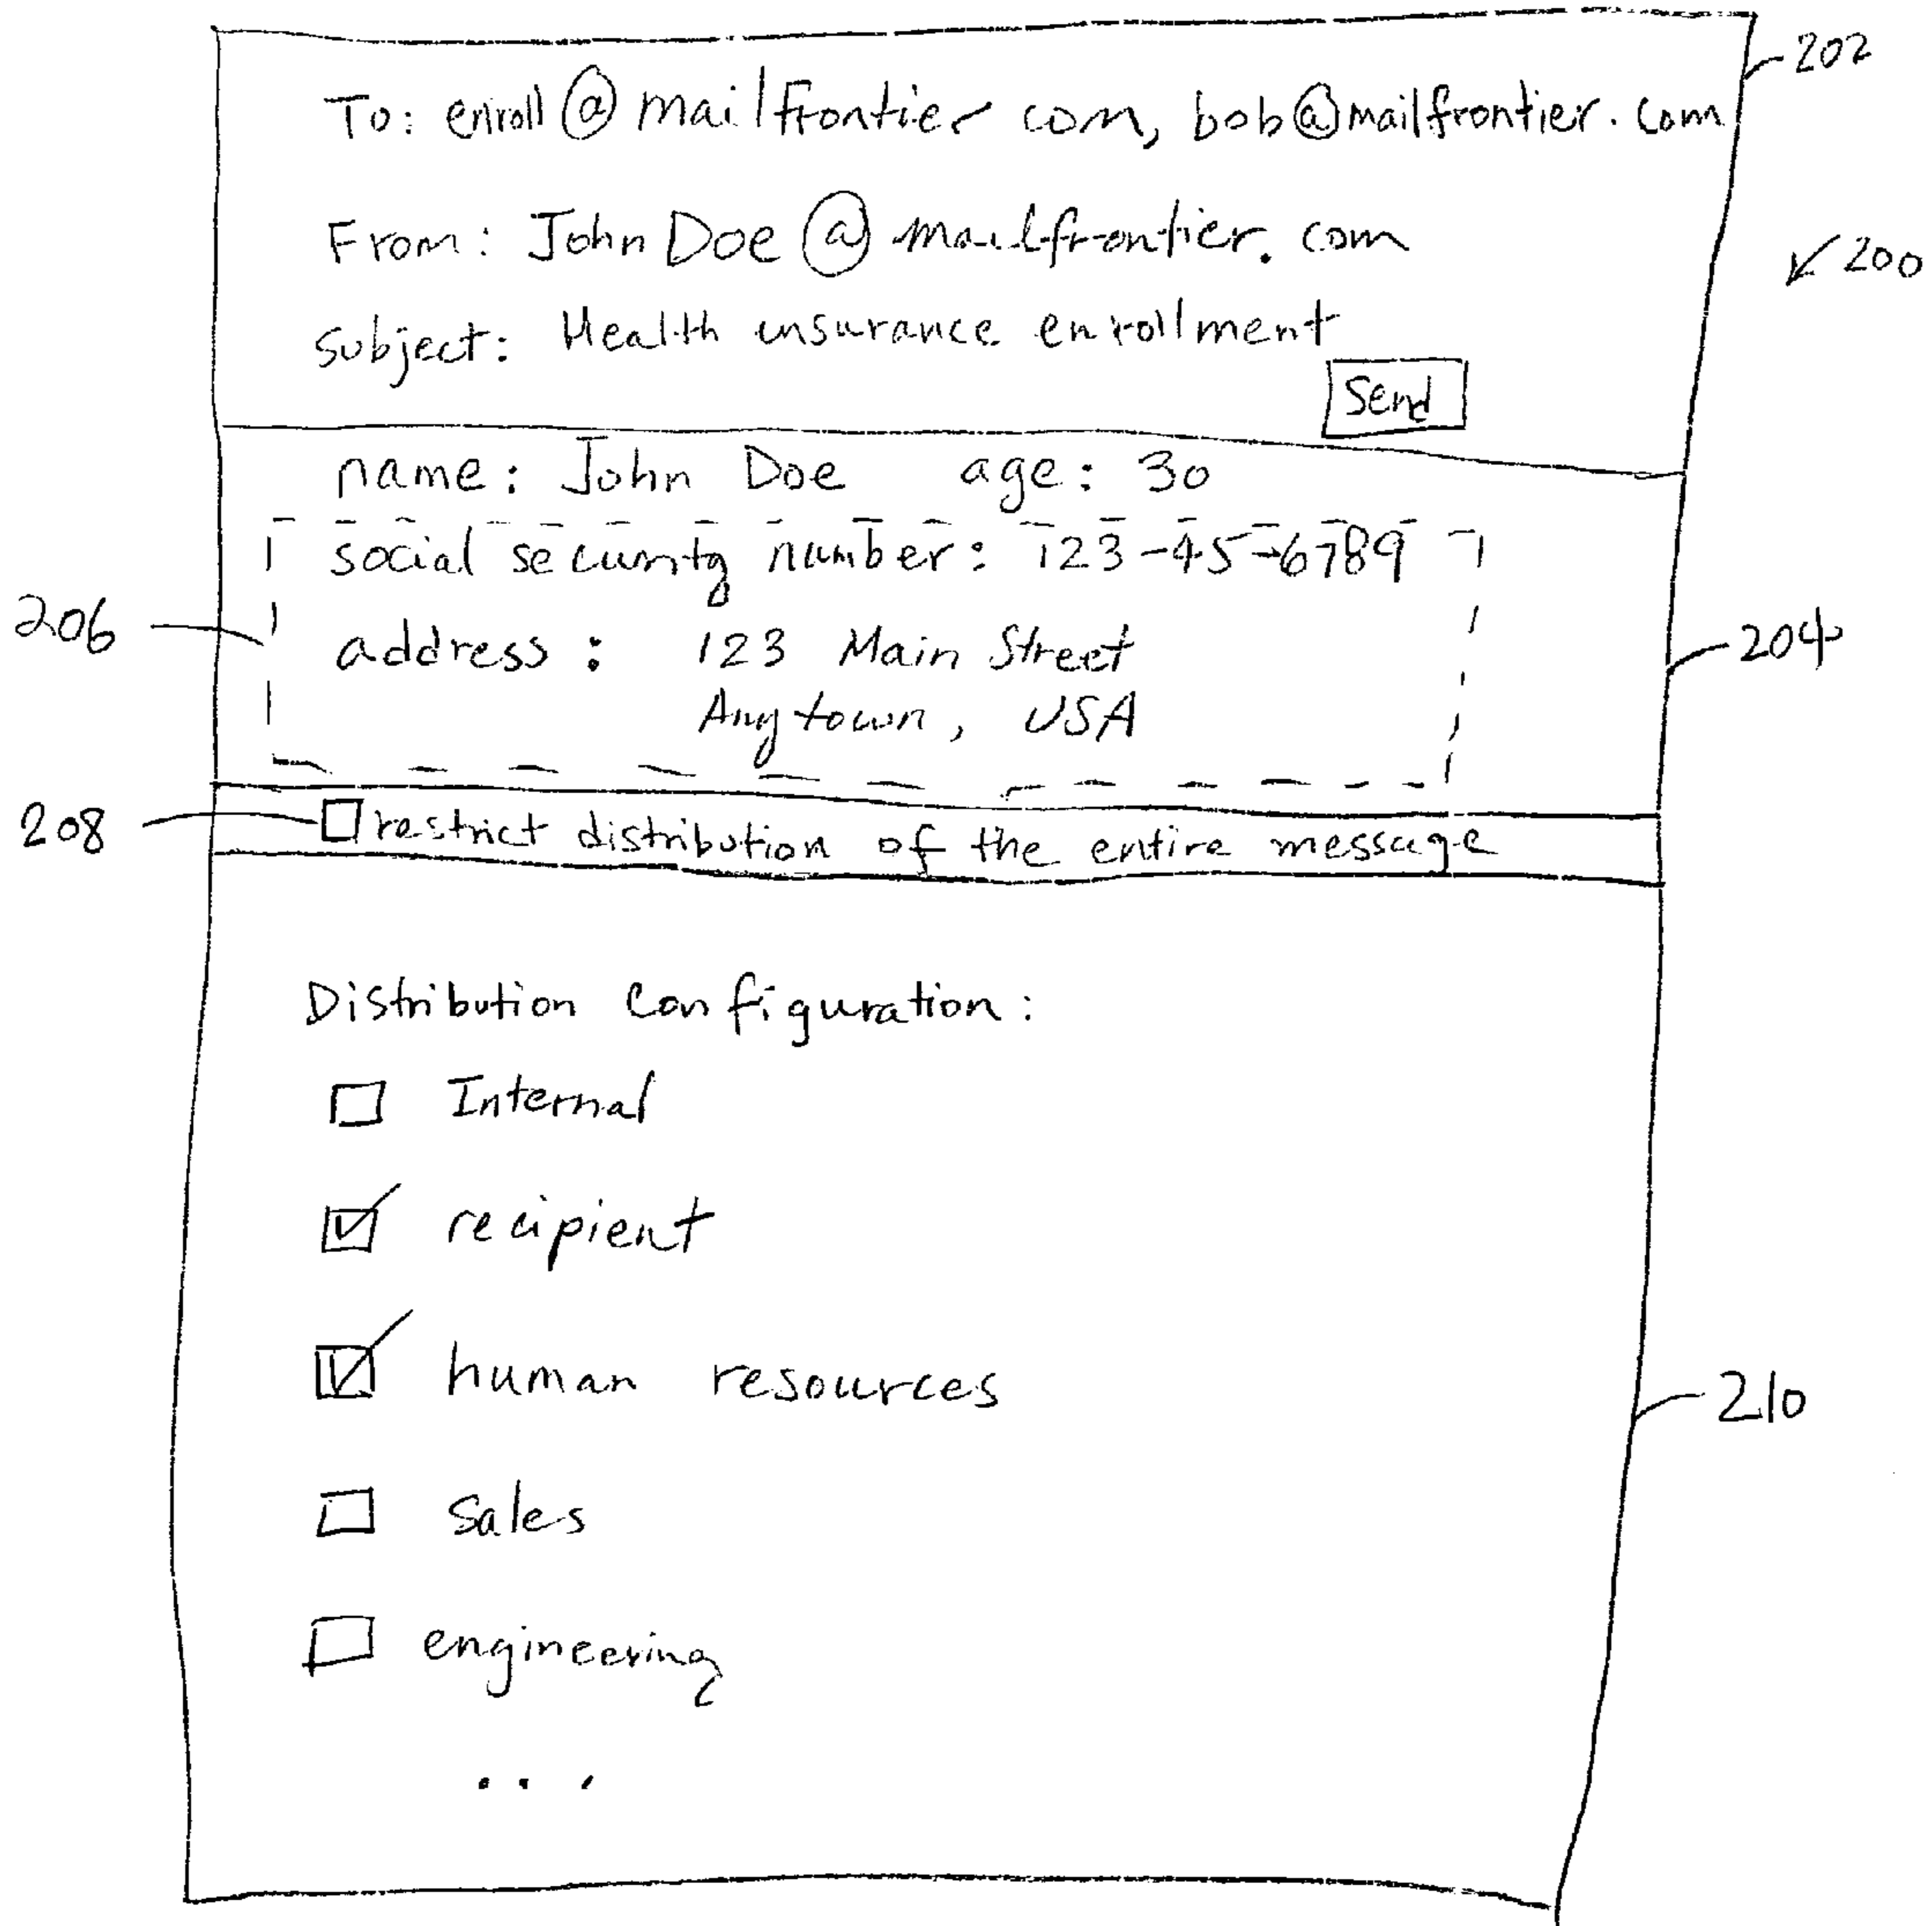 202
To: enroll@mailfrontier com, bob@mailfrontier.com
From: John Doe@mailfrontier.com
200
Subject: Health insurance enrollment
Send
name: John Doe age: 30
social security number: 123-45-6789
206
address: 123 Main Street
204
Anytown, USA
208
restrict distribution of the entire message
Distribution Configuration:
Internal
recipient
human resources
210
Sales
engineering
...